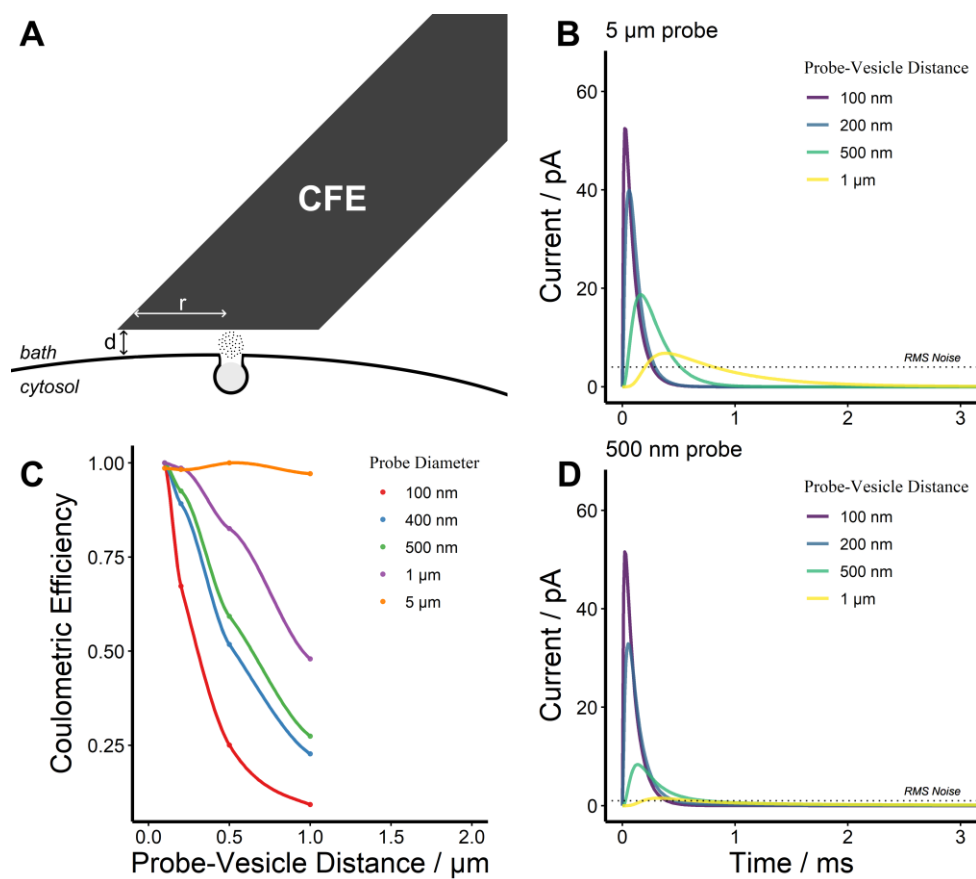 A
CFE
r
d
bath
cytosol
B
5 µm probe
Current / pA
60
40
20
0
Probe-Vesicle Distance
100 nm
200 nm
500 nm
1 µm
RMS Noise
0
1
2
3
C
Coulometric Efficiency
1.00
0.75
0.50
0.25
Probe Diameter
100 nm
400 nm
500 nm
1 µm
5 µm
0.0
0.5
1.0
1.5
2.0
Probe-Vesicle Distance / µm
500 nm probe
D
Current / pA
60
40
20
0
Probe-Vesicle Distance
100 nm
200 nm
500 nm
1 µm
RMS Noise
0
1
2
3
Time / ms